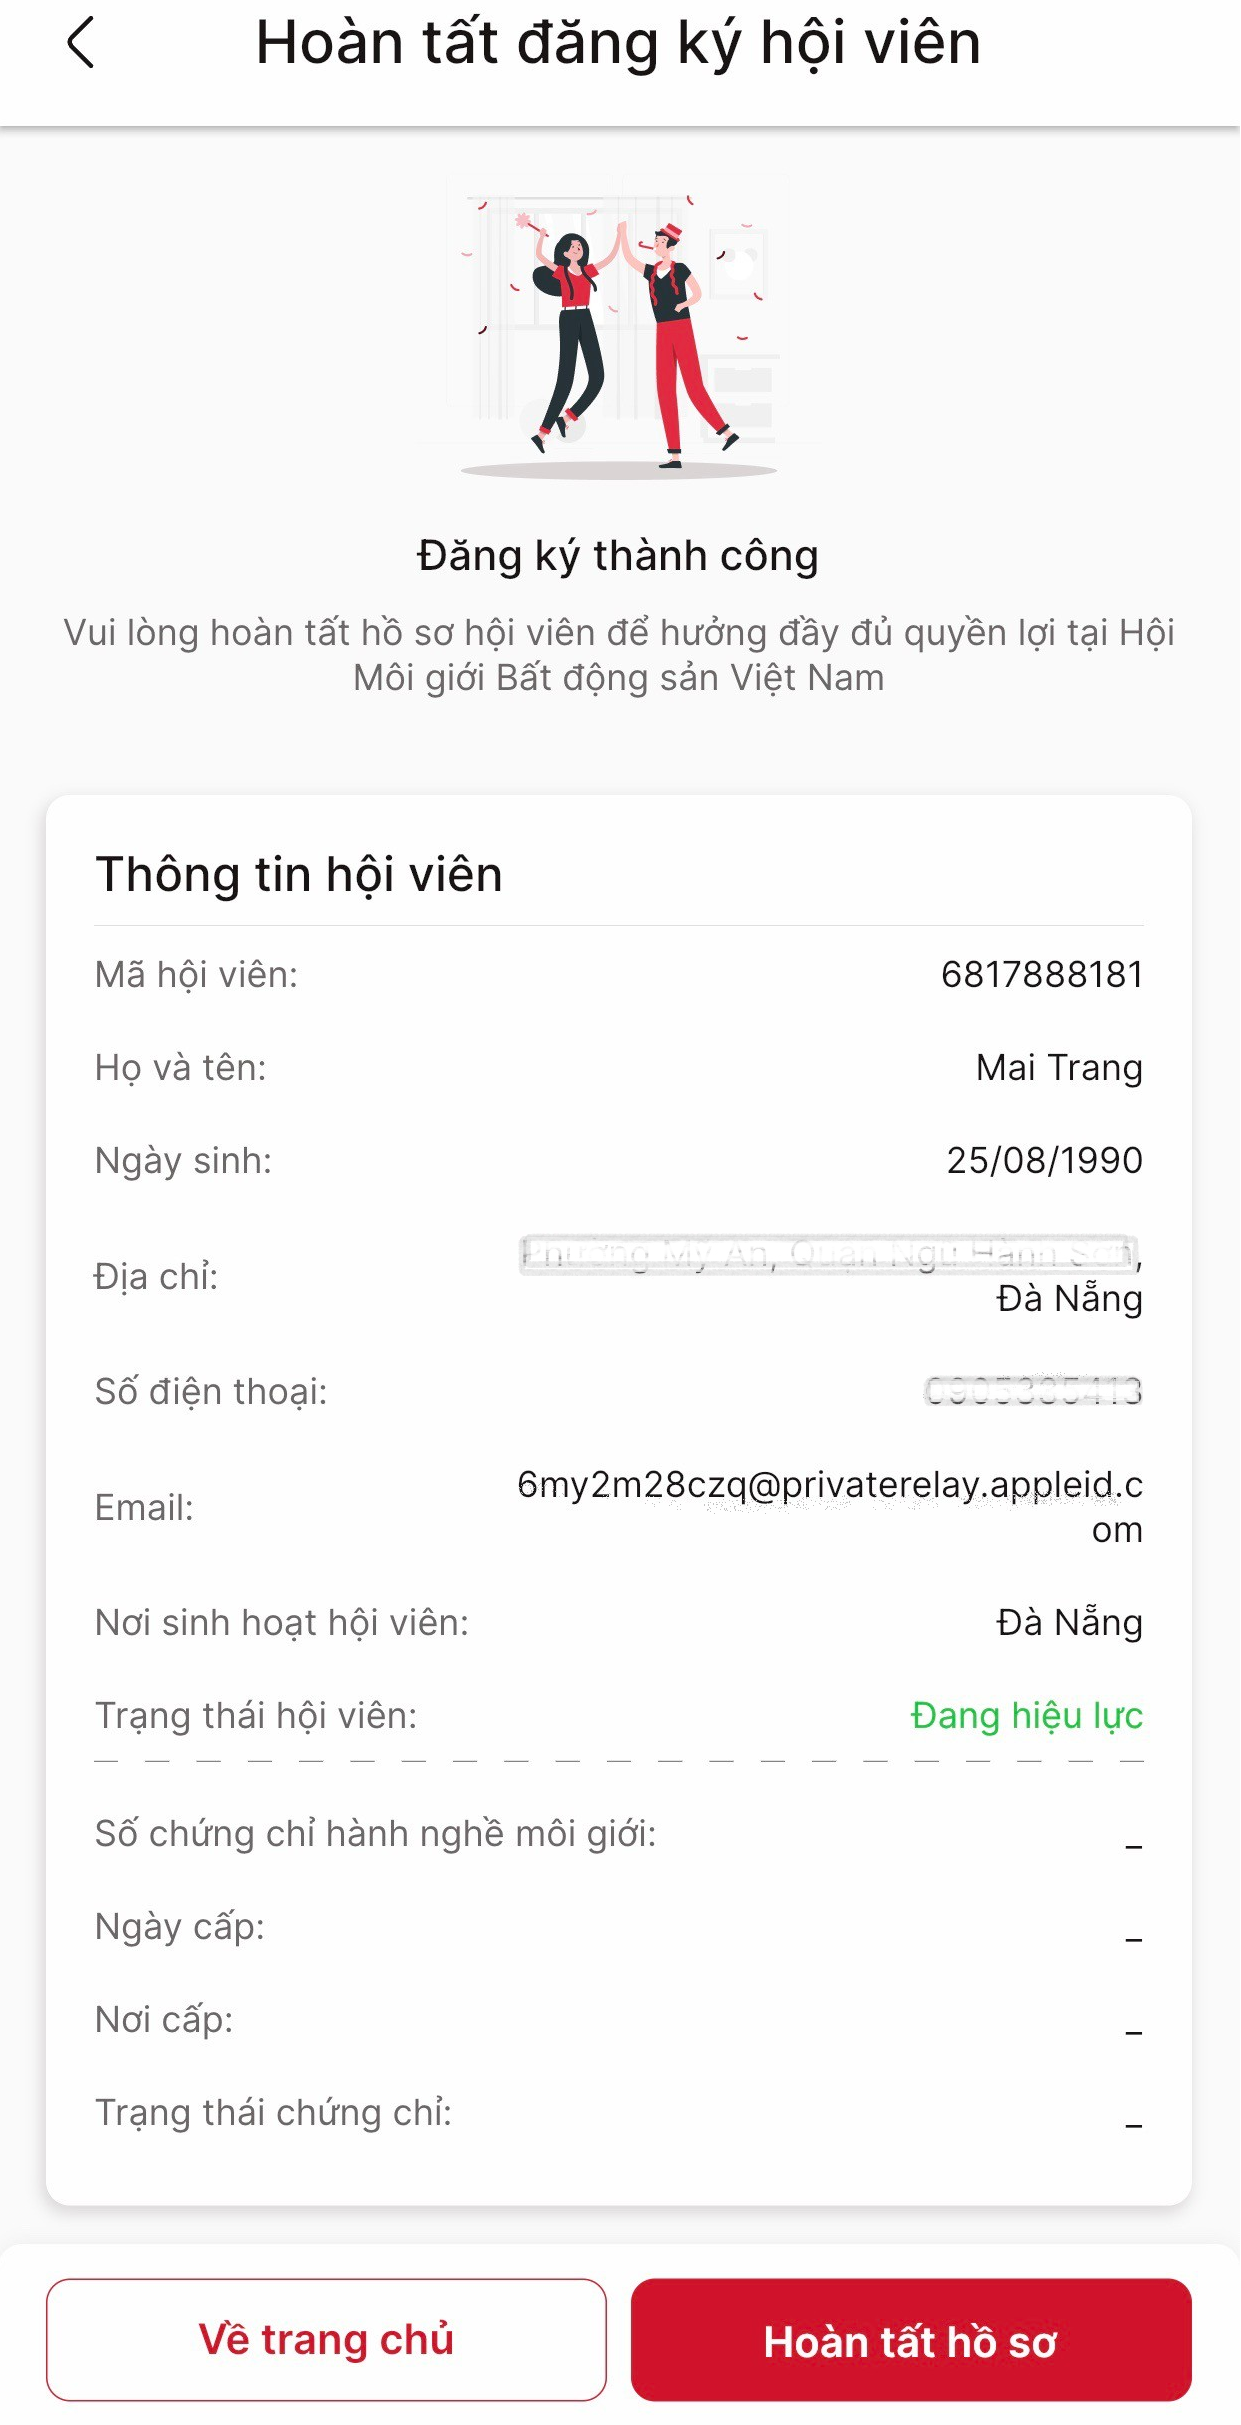 Hoàn tất đăng ký hội viên
Đăng ký thành công
Vui lòng hoàn tất hồ sơ hội viên để hưởng đầy đủ quyền lợi tại Hội
Môi giới Bất động sản Việt Nam
Thông tin hội viên
Mã hội viên: 6817888181
Họ và tên: Mai Trang
Ngày sinh: 25/08/1990
Địa chỉ:
Đà Nẵng
Số điện thoại:
Email: 6my2m28czq@privaterelay.appleid.c
om
Nơi sinh hoạt hội viên: Đà Nẵng
Trạng thái hội viên: Đang hiệu lực
Số chứng chỉ hành nghề môi giới: _
Ngày cấp: _
Nơi cấp: _
Trạng thái chứng chỉ: _
Về trang chủ
Hoàn tất hồ sơ